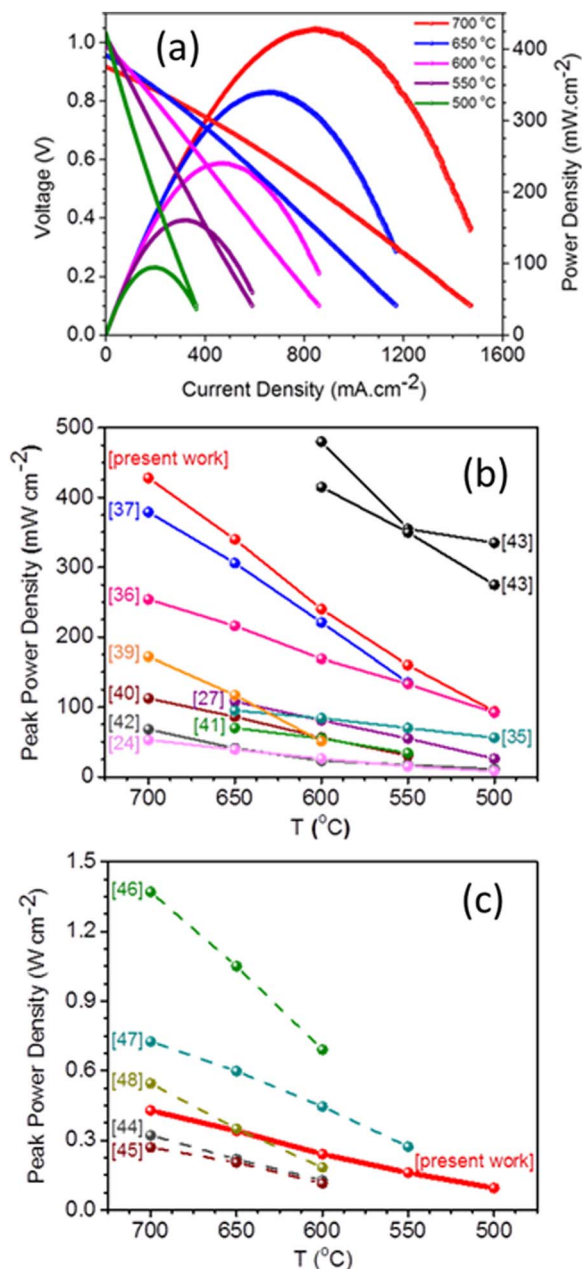 (a)
700 °C
650 °C
600 °C
550 °C
500 °C
1.0
0.8
0.6
0.4
0.2
0.0
Voltage (V)
400
300
200
100
0
Power Density (mW cm-2)
0 400 800 1200 1600
Current Density (mA.cm-2)
(b)
500
400
300
200
100
0
Peak Power Density (mW cm-2)
[present work]
[37]
[36]
[39]
[40]
[42]
[24]
[27]
[41]
[35]
[43]
[43]
700 650 600 550 500
T (°C)
(c)
1.5
1.2
0.9
0.6
0.3
0.0
Peak Power Density (W cm-2)
[46]
[47]
[48]
[44]
[45]
[present work]
700 650 600 550 500
T (°C)